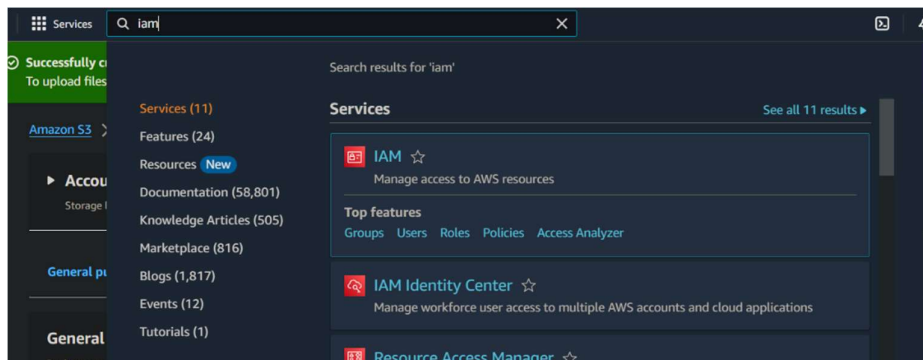 Services
iam
Successfully
To upload files
Amazon S3
Accou
Storage
General pu
General
Search results for 'iam'
Services (11)
Features (24)
Resources New
Documentation (58,801)
Knowledge Articles (505)
Marketplace (816)
Blogs (1,817)
Events (12)
Tutorials (1)
Services
See all 11 results
IAM
Manage access to AWS resources
Top features
Groups Users Roles Policies Access Analyzer
IAM Identity Center
Manage workforce user access to multiple AWS accounts and cloud applications
Resource Access Manager